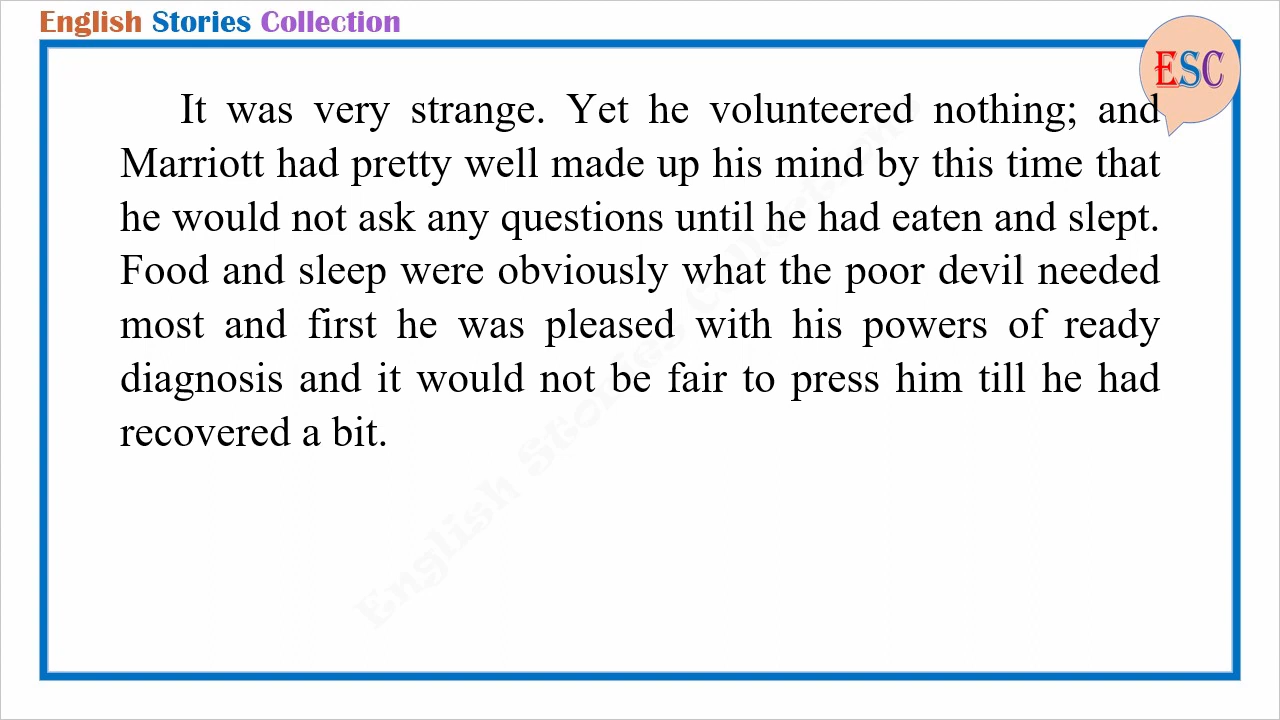 English Stories Collection
ESC
It was very strange. Yet he volunteered nothing; and
Marriott had pretty well made up his mind by this time that
he would not ask any questions until he had eaten and slept.
Food and sleep were obviously what the poor devil needed
most and first he was pleased with his powers of ready
diagnosis and it would not be fair to press him till he had
recovered a bit.
English Stories Collection